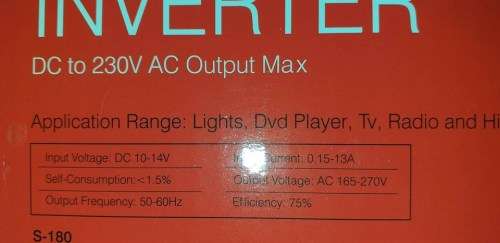 INVERTER
DC to 230V AC Output Max
Application Range: Lights, Dvd Player, Tv, Radio and Hi
Input Voltage: DC 10-14V
Input Current: 0.15-13A
Self-Consumption:<1.5%
Output Voltage: AC 165-270V
Output Frequency: 50-60Hz
Efficiency: 75%
S-180